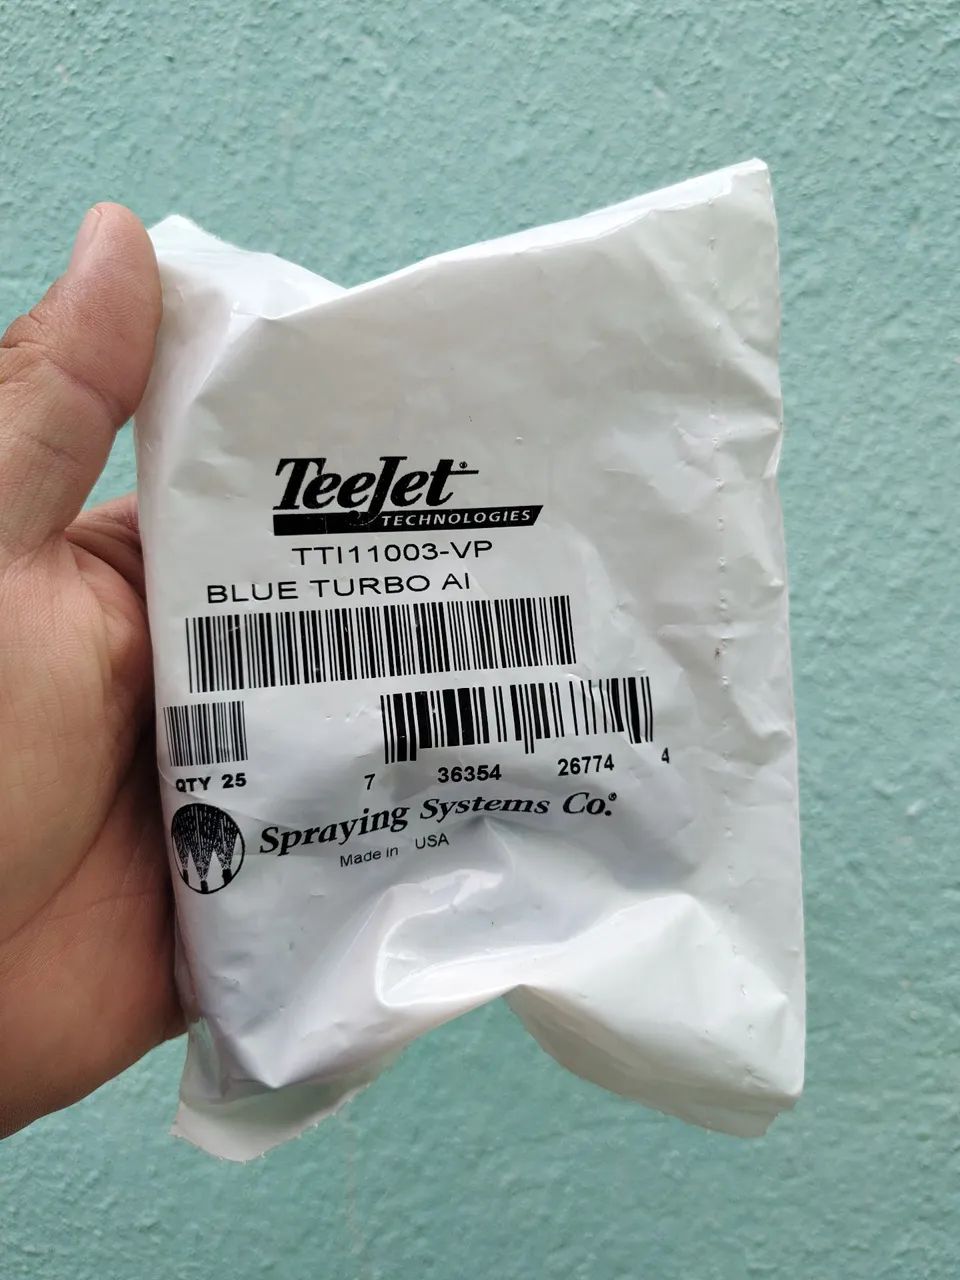 TeeJet®
TECHNOLOGIES
TTI11003-VP
BLUE TURBO AI
QTY 25
7 36354 26774 4
Spraying Systems Co.®
Made in USA